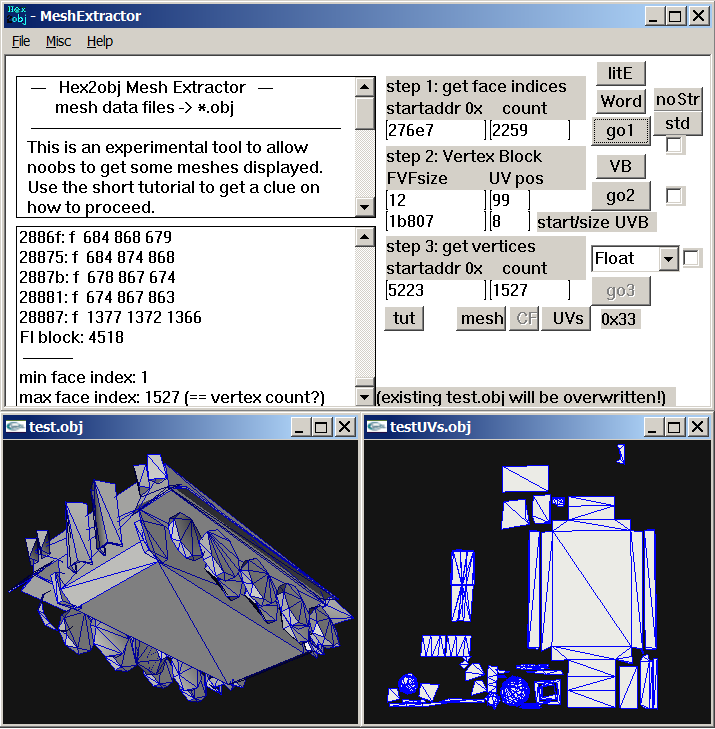 Hex obj - MeshExtractor
File Misc Help
— Hex2obj Mesh Extractor —
mesh data files -> *.obj
This is an experimental tool to allow
noobs to get some meshes displayed.
Use the short tutorial to get a clue on
how to proceed.
2886f: f 684 868 679
28875: f 684 874 868
2887b: f 678 867 674
28881: f 674 867 863
28887: f 1377 1372 1366
FI block: 4518
min face index: 1
max face index: 1527 (== vertex count?)
step 1: get face indices
startaddr 0x count
276e7 2259
litE
Word noStr
go1 std
step 2: Vertex Block
FVFsize UV pos
12 99
1b807 8 start/size UVB
VB
go2
step 3: get vertices
startaddr 0x count
5223 1527
Float
go3
tut mesh CF UVs 0x33
(existing test.obj will be overwritten!)
test.obj
testUVs.obj